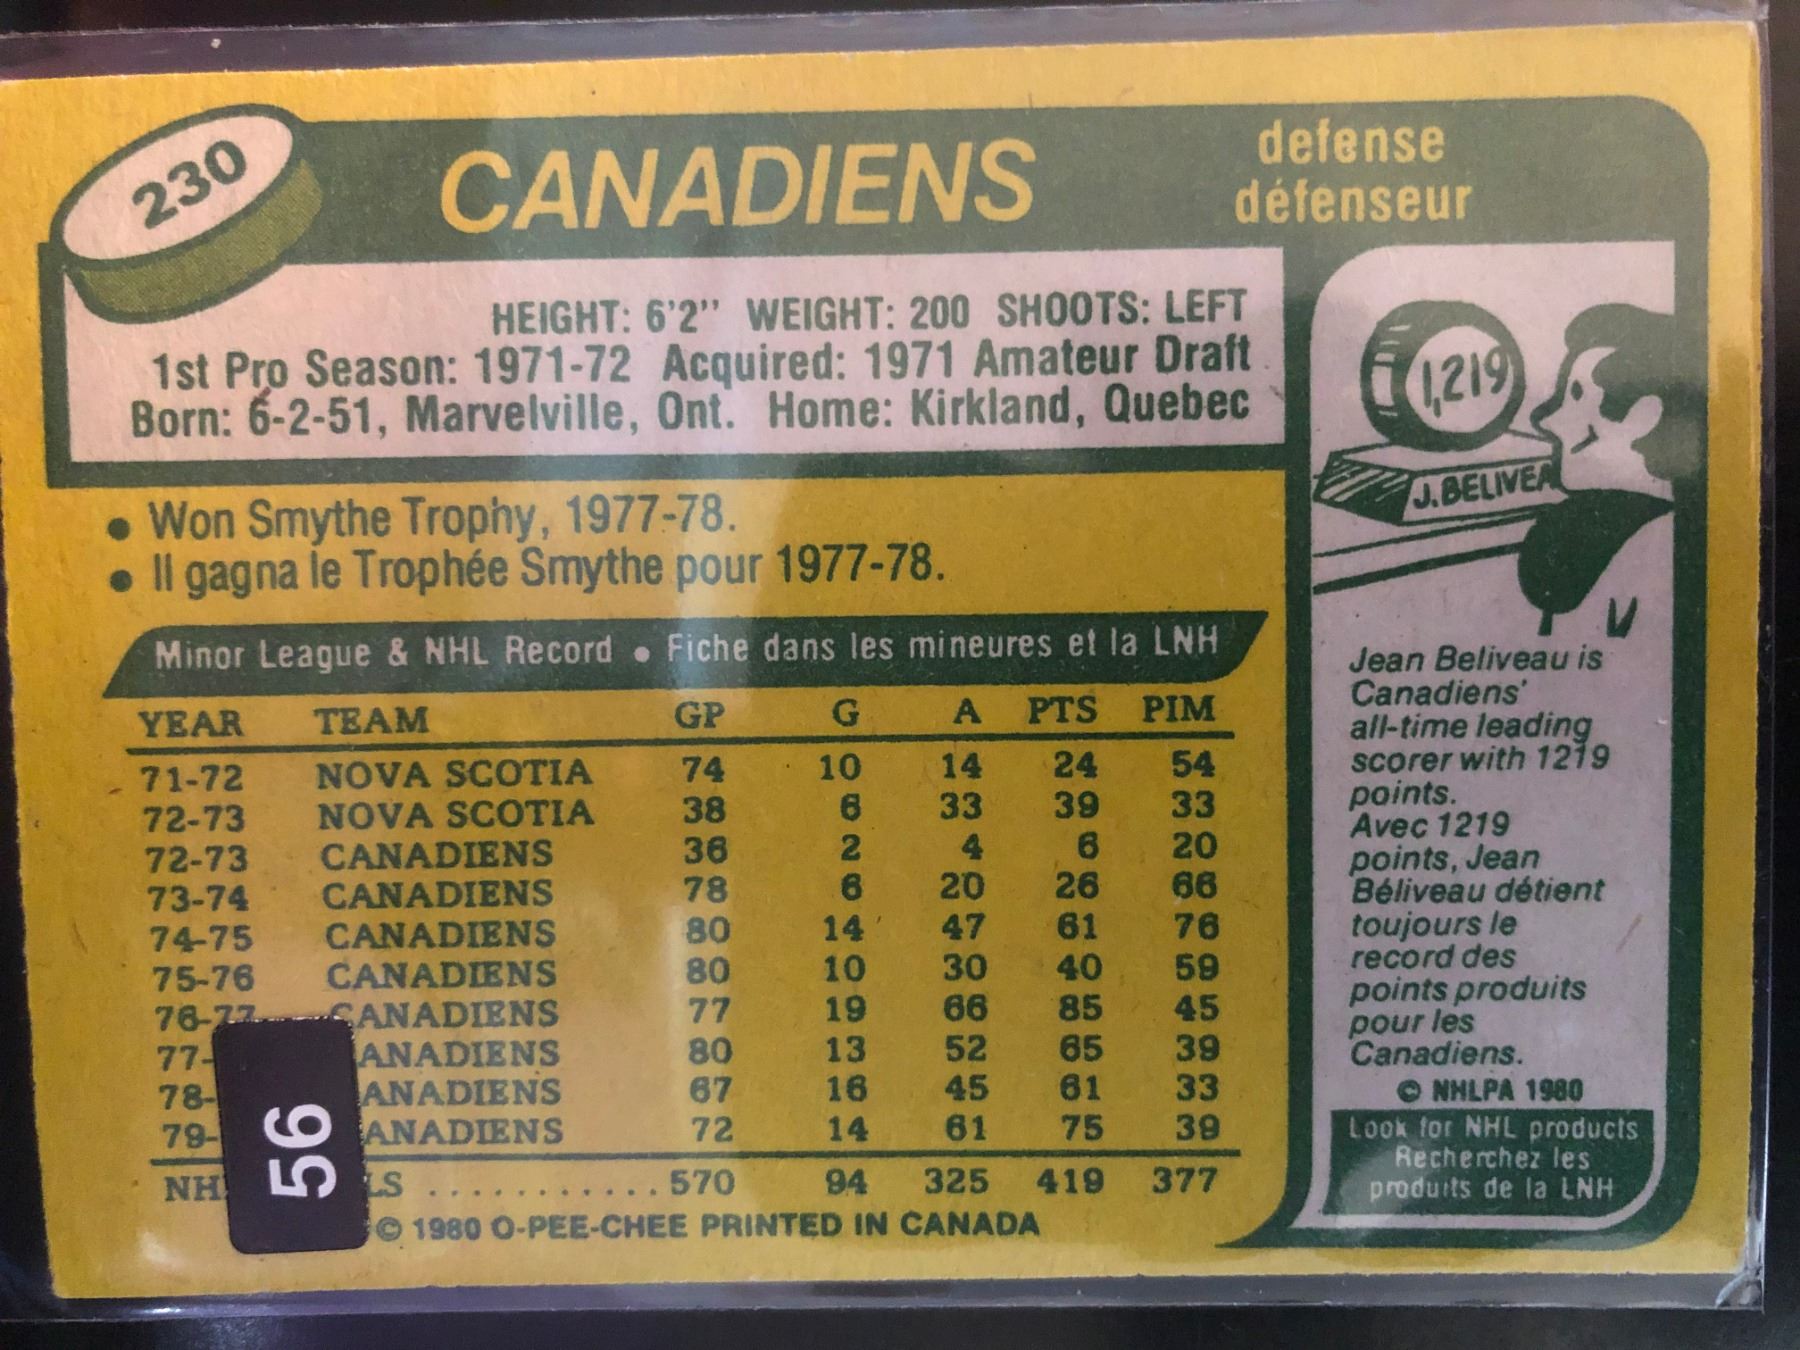 230
CANADIENS
defense
défenseur
HEIGHT: 6'2" WEIGHT: 200 SHOOTS: LEFT
1st Pro Season: 1971-72 Acquired: 1971 Amateur Draft
Born: 6-2-51, Marvelville, Ont. Home: Kirkland, Quebec
• Won Smythe Trophy, 1977-78.
• Il gagna le Trophée Smythe pour 1977-78.
Minor League & NHL Record • Fiche dans les mineures et la LNH
YEAR TEAM GP G A PTS PIM
71-72 NOVA SCOTIA 74 10 14 24 54
72-73 NOVA SCOTIA 38 6 33 39 33
72-73 CANADIENS 36 2 4 6 20
73-74 CANADIENS 78 6 20 26 66
74-75 CANADIENS 80 14 47 61 76
75-76 CANADIENS 80 10 30 40 59
76-77 CANADIENS 77 19 66 85 45
77- ANADIENS 80 13 52 65 39
78- ANADIENS 67 16 45 61 33
79- ANADIENS 72 14 61 75 39
NH LS ............ 570 94 325 419 377
© 1980 O-PEE-CHEE PRINTED IN CANADA
56
1,219
J. BELIVEA
Jean Beliveau is
Canadiens'
all-time leading
scorer with 1219
points.
Avec 1219
points, Jean
Béliveau détient
toujours le
record des
points produits
pour les
Canadiens.
© NHLPA 1980
Look for NHL products
Recherchez les
produits de la LNH